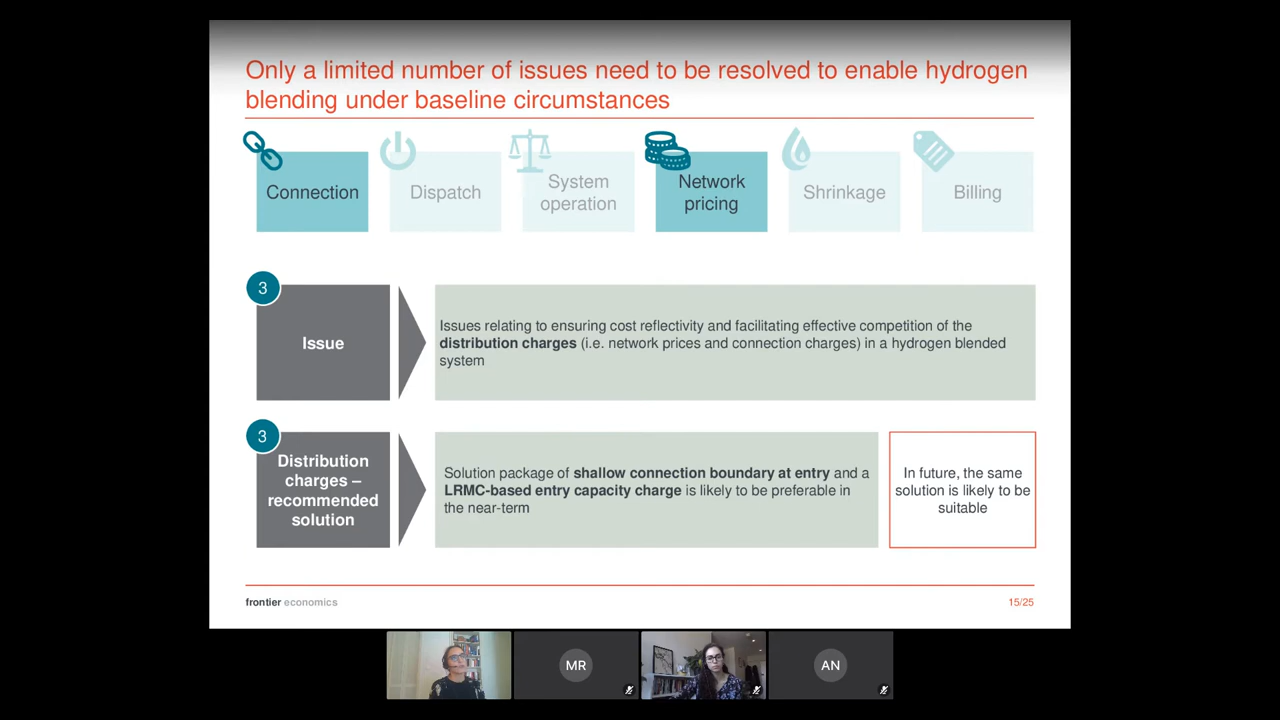 Only a limited number of issues need to be resolved to enable hydrogen
blending under baseline circumstances
Connection
Dispatch
System
operation
Network
pricing
Shrinkage
Billing
3
Issue
Issues relating to ensuring cost reflectivity and facilitating effective competition of the
distribution charges (i.e. network prices and connection charges) in a hydrogen blended
system
3
Distribution
charges –
recommended
solution
Solution package of shallow connection boundary at entry and a
LRMC-based entry capacity charge is likely to be preferable in
the near-term
In future, the same
solution is likely to be
suitable
frontier economics
15/25
MR
AN